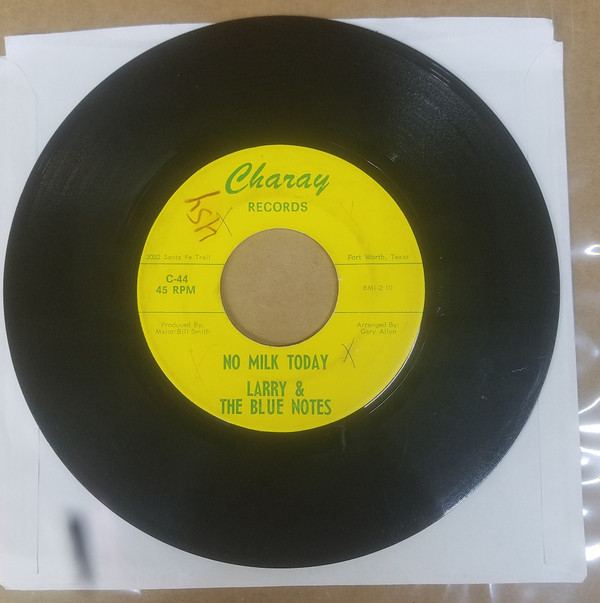 Charay
RECORDS
3002 Santa Fe Trail
Fort Worth, Texas
C-44
45 RPM
BMI-2:10
Produced By:
Major Bill Smith
Arranged By:
Gary Allen
NO MILK TODAY
LARRY &
THE BLUE NOTES